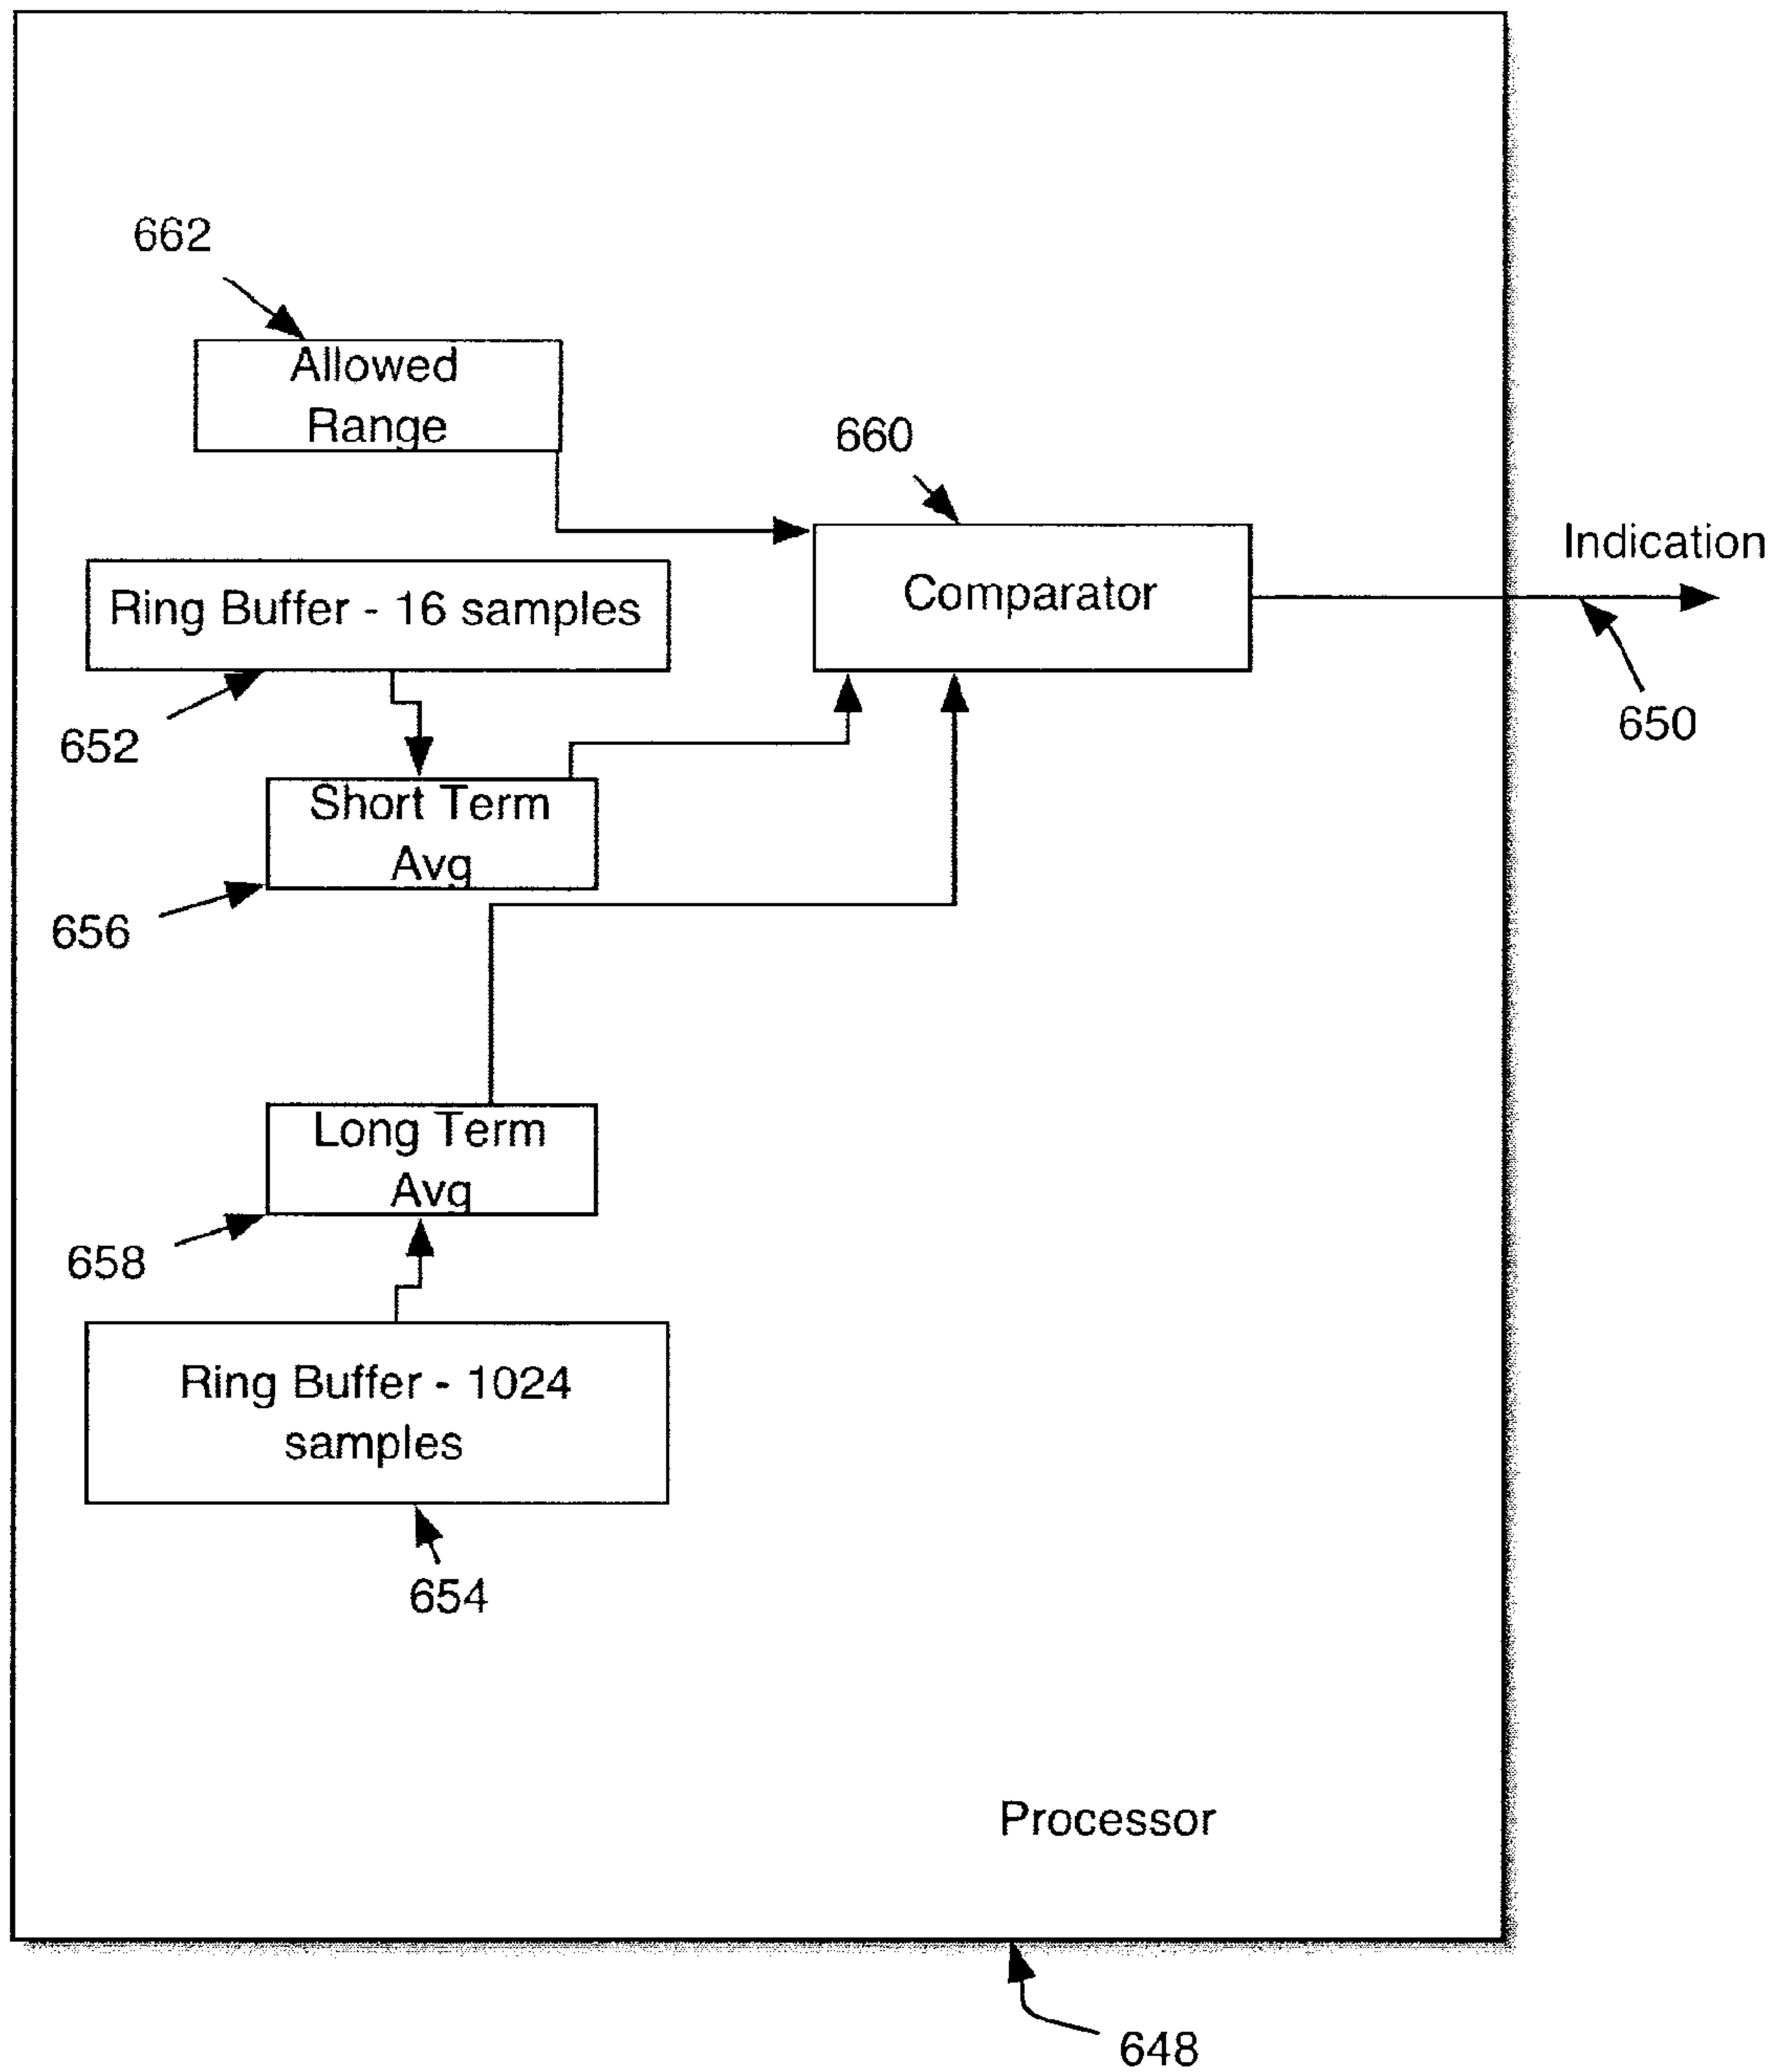 662
Allowed
Range
660
Indication
Comparator
Ring Buffer - 16 samples
650
652
Short Term
Avg
656
Long Term
Avg
658
Ring Buffer - 1024
samples
654
Processor
648